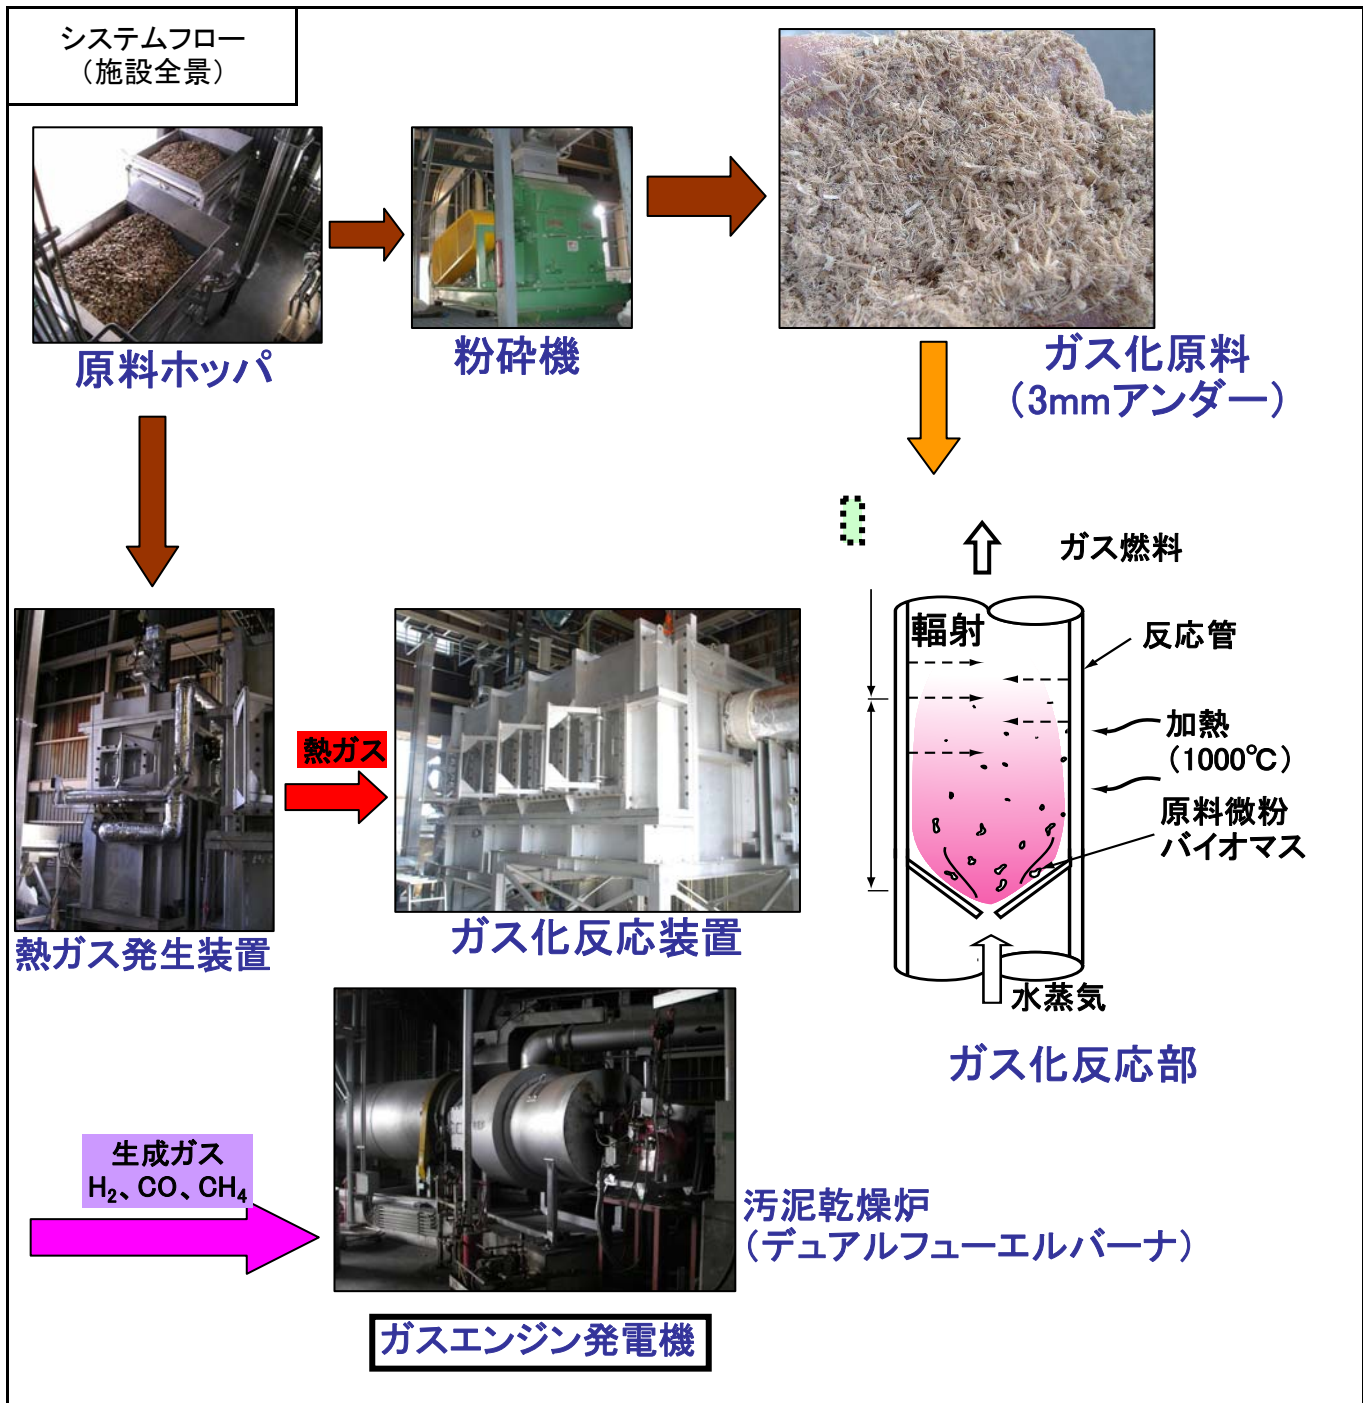 システムフロー
（施設全景）
原料ホッパ
粉砕機
ガス化原料
（3mmアンダー）
ガス燃料
輻射
反応管
加熱
（1000℃）
原料微粉
バイオマス
水蒸気
ガス化反応部
熱ガス
熱ガス発生装置
ガス化反応装置
生成ガス
H₂、CO、CH₄
汚泥乾燥炉
（デュアルフューエルバーナ）
ガスエンジン発電機